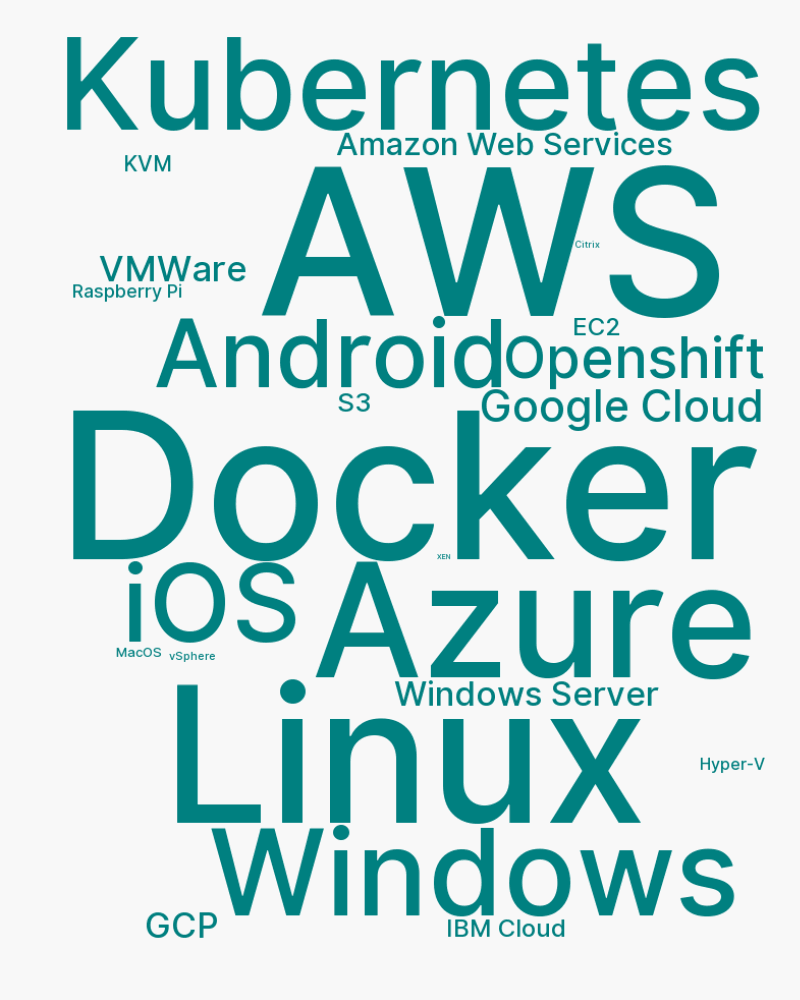 Kubernetes
Amazon Web Services
KVM
AWS
Citrix
VMWare
Raspberry Pi
Android
EC2
Openshift
S3
Google Cloud
Docker
XEN
iOS
Azure
MacOS
vSphere
Windows Server
Linux
Hyper-V
Windows
GCP
IBM Cloud